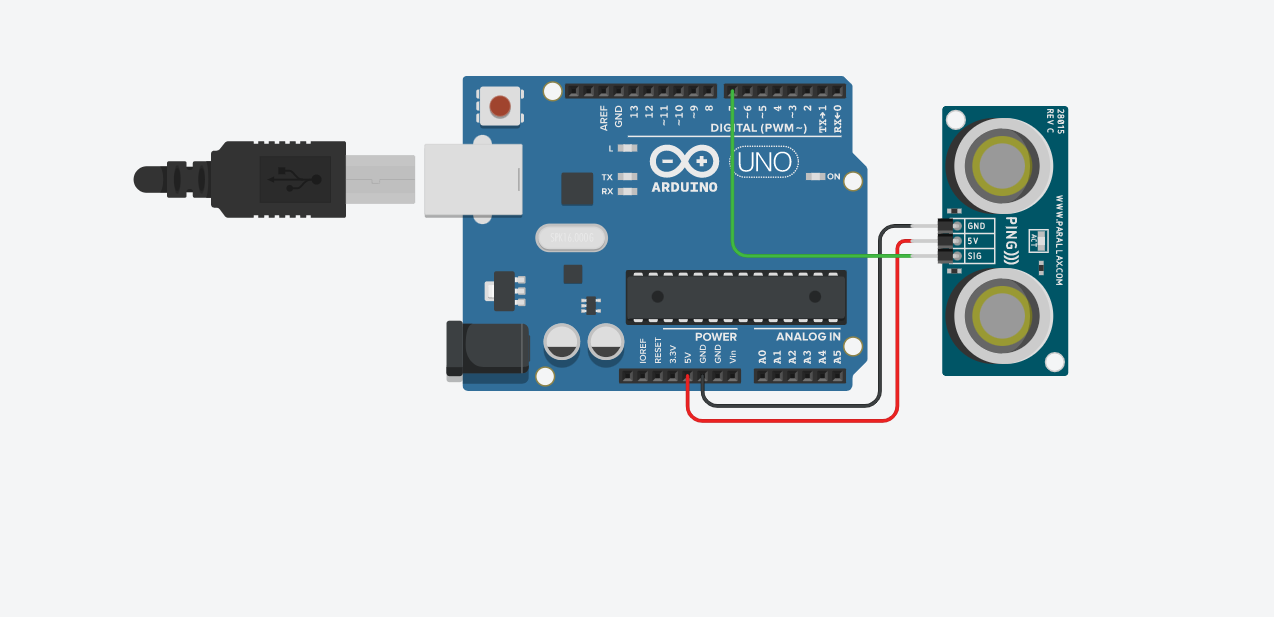 AREF
GND
13
12
~11
~10
~9
8
7
~6
~5
4
~3
2
TX→1
RX←0
DIGITAL (PWM~)
L
TX
RX
ARDUINO
UNO
ON
IOREF
RESET
3.3V
5V
GND
GND
Vin
POWER
ANALOG IN
A0
A1
A2
A3
A4
A5
28015
REV C
GND
5V
SIG
PING)))
ACT
WWW.PARALLAX.COM